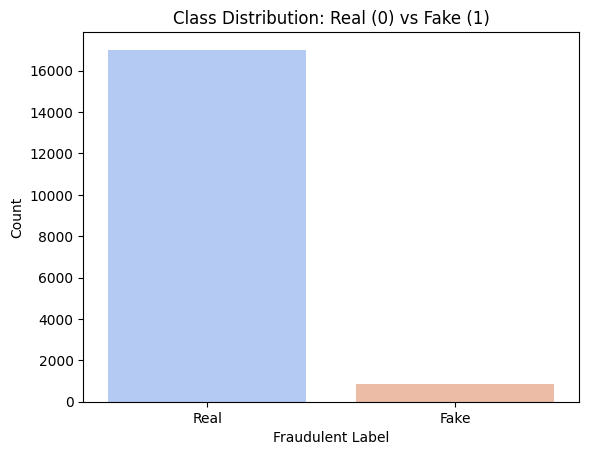 Class Distribution: Real (0) vs Fake (1)
16000
14000
12000
10000
8000
6000
4000
2000
0
Count
Real Fake
Fraudulent Label